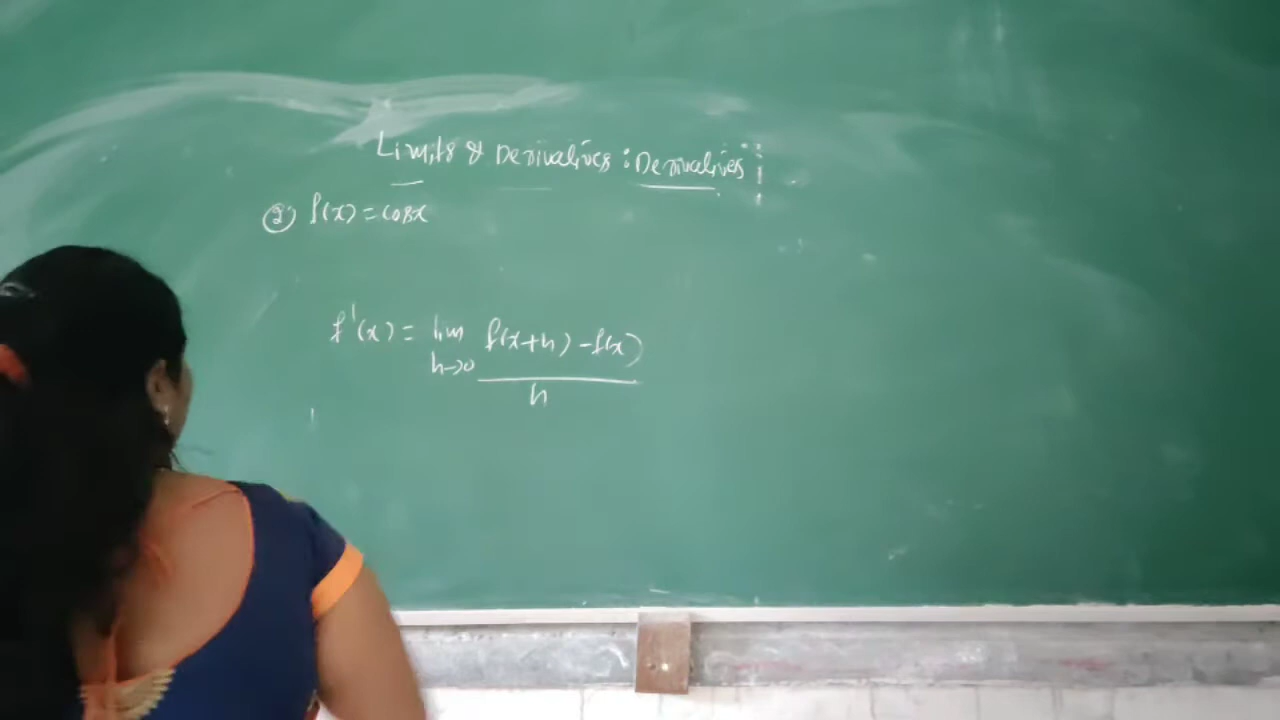 Limits & Derivatives : Derivatives
② f(x) = cosx
f'(x) = lim f(x+h) - f(x)
h→0
h